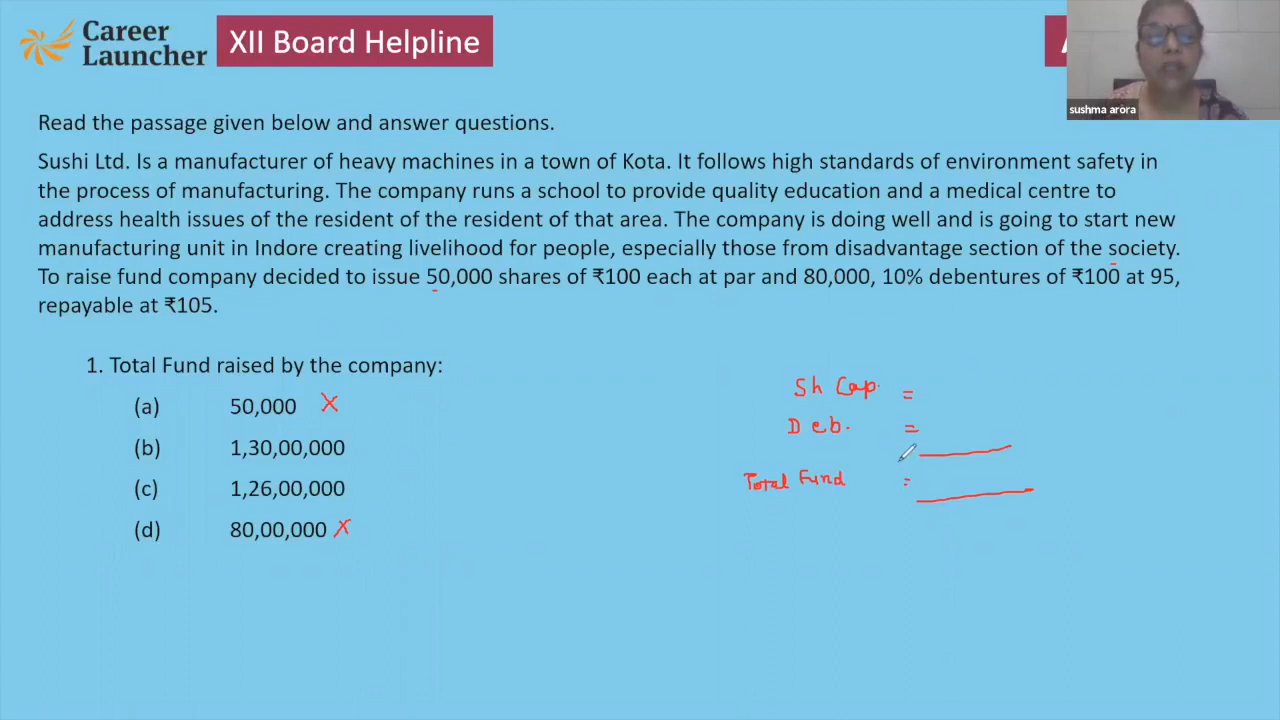 Career
Launcher
XII Board Helpline
A
sushma arora
Read the passage given below and answer questions.
Sushi Ltd. Is a manufacturer of heavy machines in a town of Kota. It follows high standards of environment safety in
the process of manufacturing. The company runs a school to provide quality education and a medical centre to
address health issues of the resident of the resident of that area. The company is doing well and is going to start new
manufacturing unit in Indore creating livelihood for people, especially those from disadvantage section of the society.
To raise fund company decided to issue 50,000 shares of ₹100 each at par and 80,000, 10% debentures of ₹100 at 95,
repayable at ₹105.
1. Total Fund raised by the company:
(a) 50,000 X
(b) 1,30,00,000
(c) 1,26,00,000
(d) 80,00,000 X
Sh Cap. =
Deb. =
Total Fund =